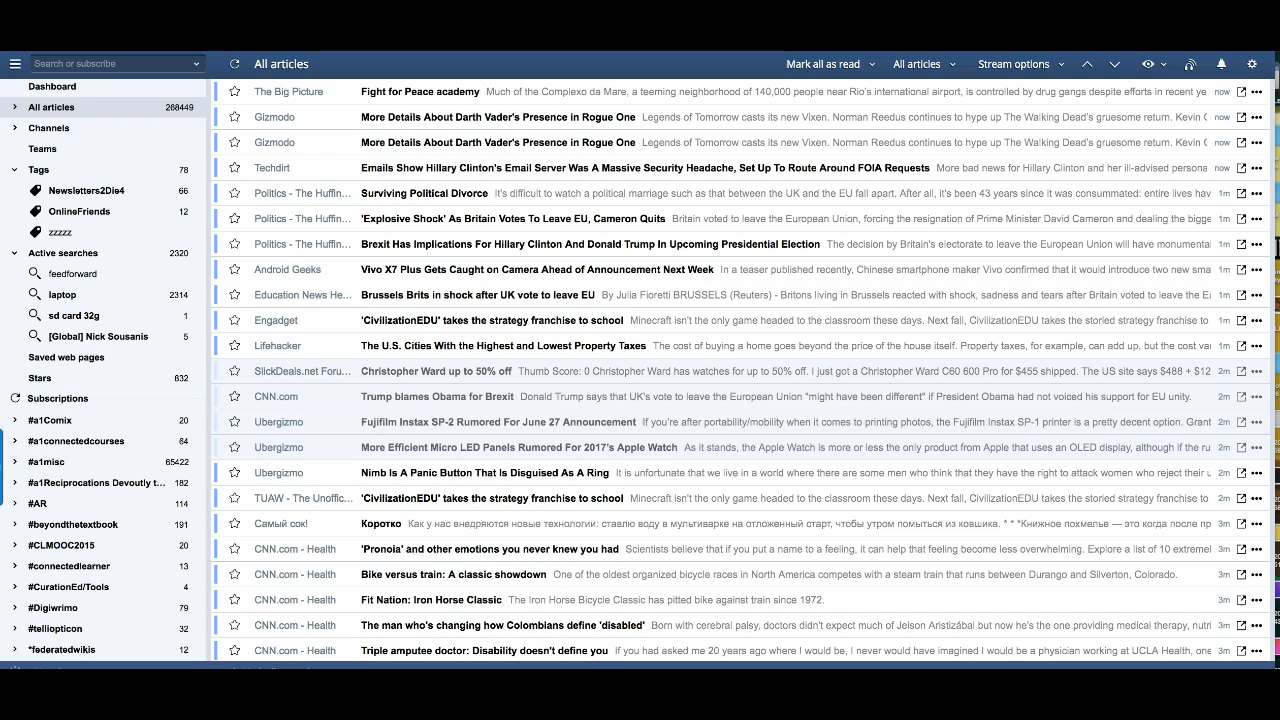 Search or subscribe
All articles
Mark all as read
All articles
Stream options
Dashboard
All articles 268449
Channels
Teams
Tags 78
Newsletters2Die4 66
OnlineFriends 12
zzzzz
Active searches 2320
feedforward
laptop 2314
sd card 32g 1
[Global] Nick Sousanis 5
Saved web pages
Stars 632
Subscriptions
#a1Comix 20
#a1connectedcourses 64
#a1misc 65422
#a1Reciprocations Devoutly t... 182
#AR 114
#beyondthetextbook 191
#CLMOOC2015 20
#connectedlearner 13
#CurationEd/Tools 4
#Digiwrimo 79
#tellіopticon 32
*federatedwikis 12
The Big Picture Fight for Peace academy Much of the Complexo da Mare, a teeming neighborhood of 140,000 people near Rio's international airport, is controlled by drug gangs despite efforts in recent ye now
Gizmodo More Details About Darth Vader's Presence in Rogue One Legends of Tomorrow casts its new Vixen. Norman Reedus continues to hype up The Walking Dead's gruesome return. Kevin C now
Gizmodo More Details About Darth Vader's Presence in Rogue One Legends of Tomorrow casts its new Vixen. Norman Reedus continues to hype up The Walking Dead's gruesome return. Kevin C now
Techdirt Emails Show Hillary Clinton's Email Server Was A Massive Security Headache, Set Up To Route Around FOIA Requests More bad news for Hillary Clinton and her ill-advised persona now
Politics - The Huffin... Surviving Political Divorce It's difficult to watch a political marriage such as that between the UK and the EU fall apart. After all, it's been 43 years since it was consummated: entire lives hav 1m
Politics - The Huffin... 'Explosive Shock' As Britain Votes To Leave EU, Cameron Quits Britain voted to leave the European Union, forcing the resignation of Prime Minister David Cameron and dealing the bigge 1m
Politics - The Huffin... Brexit Has Implications For Hillary Clinton And Donald Trump In Upcoming Presidential Election The decision by Britain's electorate to leave the European Union will have monumental 1m
Android Geeks Vivo X7 Plus Gets Caught on Camera Ahead of Announcement Next Week In a teaser published recently, Chinese smartphone maker Vivo confirmed that it would introduce two new sma 1m
Education News He... Brussels Brits in shock after UK vote to leave EU By Julia Fioretti BRUSSELS (Reuters) - Britons living in Brussels reacted with shock, sadness and tears after Britain voted to leave the Europea 1m
Engadget 'CivilizationEDU' takes the strategy franchise to school Minecraft isn't the only game headed to the classroom these days. Next fall, CivilizationEDU takes the storied strategy franchise to 1m
Lifehacker The U.S. Cities With the Highest and Lowest Property Taxes The cost of buying a home goes beyond the price of the house itself. Property taxes, for example, can add up, but the cost va 1m
SlickDeals.net Foru... Christopher Ward up to 50% off Thumb Score: 0 Christopher Ward has watches for up to 50% off. I just got a Christopher Ward C60 600 Pro for $455 shipped. The US site says $488 + $12 2m
CNN.com Trump blames Obama for Brexit Donald Trump says that UK's vote to leave the European Union "might have been different" if President Obama had not voiced his support for EU unity. 2m
Ubergizmo Fujifilm Instax SP-2 Rumored For June 27 Announcement If you're after portability/mobility when it comes to printing photos, the Fujifilm Instax SP-1 printer is a pretty decent option. Grant 2m
Ubergizmo More Efficient Micro LED Panels Rumored For 2017's Apple Watch As it stands, the Apple Watch is more or less the only product from Apple that uses an OLED display, although if the ru 2m
Ubergizmo Nimb Is A Panic Button That Is Disguised As A Ring It is unfortunate that we live in a world where there are some men who think that they have the right to attack women who reject their u 2m
TUAW - The Unoffic... 'CivilizationEDU' takes the strategy franchise to school Minecraft isn't the only game headed to the classroom these days. Next fall, CivilizationEDU takes the storied strategy franchise to 2m
Самый сок! Коротко Как у нас внедряются новые технологии: ставлю воду в мультиварке на отложенный старт, чтобы утром помыться из ковшика. * * *Книжное похмелье — это когда после пр 3m
CNN.com - Health 'Pronoia' and other emotions you never knew you had Scientists believe that if you put a name to a feeling, it can help that feeling become less overwhelming. Explore a list of 10 extremel 3m
CNN.com - Health Bike versus train: A classic showdown One of the oldest organized bicycle races in North America competes with a steam train that runs between Durango and Silverton, Colorado. 3m
CNN.com - Health Fit Nation: Iron Horse Classic The Iron Horse Bicycle Classic has pitted bike against train since 1972. 3m
CNN.com - Health The man who's changing how Colombians define 'disabled' Born with cerebral palsy, doctors didn't expect much of Jeison Aristizábal but now he's the one providing medical therapy, nutri 3m
CNN.com - Health Triple amputee doctor: Disability doesn't define you If you had asked me 20 years ago where I would be, I never would have imagined I would be a physician working at UCLA Health, one 3m